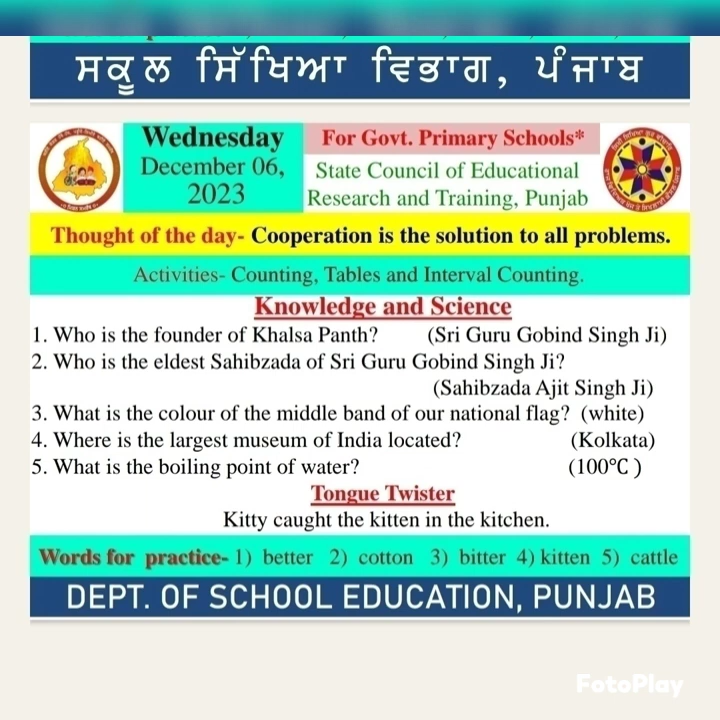 ਸਕੂਲ ਸਿੱਖਿਆ ਵਿਭਾਗ, ਪੰਜਾਬ
Wednesday
December 06,
2023
For Govt. Primary Schools*
State Council of Educational
Research and Training, Punjab
Thought of the day- Cooperation is the solution to all problems.
Activities- Counting, Tables and Interval Counting.
Knowledge and Science
1. Who is the founder of Khalsa Panth? (Sri Guru Gobind Singh Ji)
2. Who is the eldest Sahibzada of Sri Guru Gobind Singh Ji?
(Sahibzada Ajit Singh Ji)
3. What is the colour of the middle band of our national flag? (white)
4. Where is the largest museum of India located? (Kolkata)
5. What is the boiling point of water? (100℃ )
Tongue Twister
Kitty caught the kitten in the kitchen.
Words for practice- 1) better 2) cotton 3) bitter 4) kitten 5) cattle
DEPT. OF SCHOOL EDUCATION, PUNJAB
FotoPlay